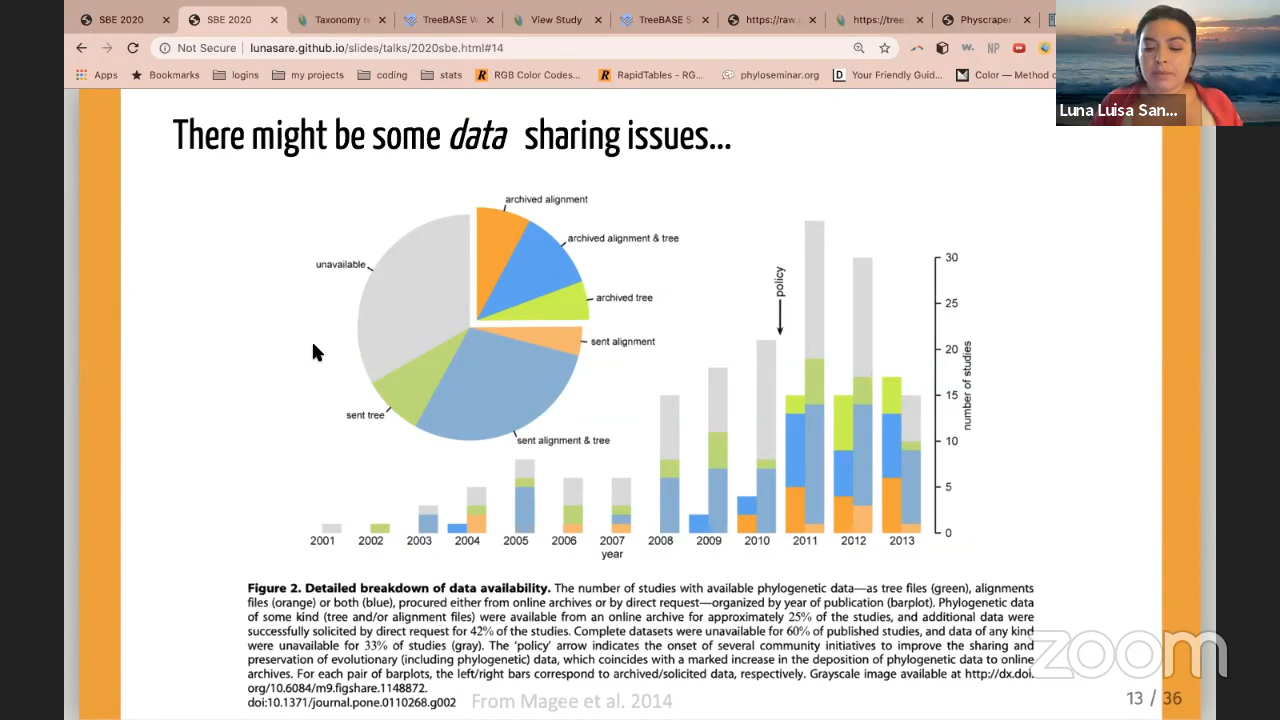 SBE 2020
SBE 2020
Taxonomy re
TreeBASE W
View Study
TreeBASE S
https://raw.
https://tree
Physcraper
Not Secure | lunasare.github.io/slides/talks/2020sbe.html#14
Apps
Bookmarks
logins
my projects
coding
stats
RGB Color Codes...
RapidTables - RG...
phyloseminar.org
Your Friendly Guid...
Color — Method o
Luna Luisa San...
There might be some data sharing issues...
archived alignment
archived alignment & tree
unavailable
archived tree
sent alignment
sent tree
sent alignment & tree
policy
30
25
20
15
10
5
0
number of studies
2001 2002 2003 2004 2005 2006 2007 2008 2009 2010 2011 2012 2013
year
Figure 2. Detailed breakdown of data availability. The number of studies with available phylogenetic data—as tree files (green), alignments
files (orange) or both (blue), procured either from online archives or by direct request—organized by year of publication (barplot). Phylogenetic data
of some kind (tree and/or alignment files) were available from an online archive for approximately 25% of the studies, and additional data were
successfully solicited by direct request for 42% of the studies. Complete datasets were unavailable for 60% of published studies, and data of any kind
were unavailable for 33% of studies (gray). The 'policy' arrow indicates the onset of several community initiatives to improve the sharing and
preservation of evolutionary (including phylogenetic) data, which coincides with a marked increase in the deposition of phylogenetic data to online
archives. For each pair of barplots, the left/right bars correspond to archived/solicited data, respectively. Grayscale image available at http://dx.doi.
org/10.6084/m9.figshare.1148872.
doi:10.1371/journal.pone.0110268.g002
From Magee et al. 2014
13 / 36
zoom